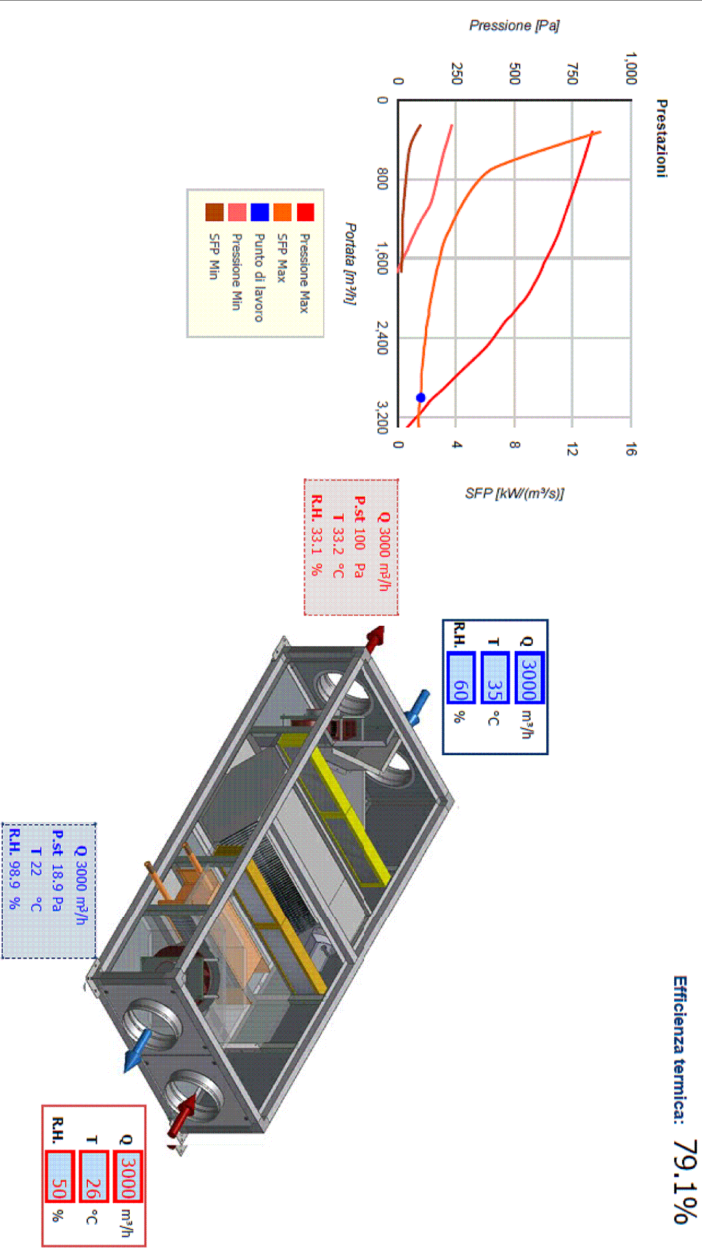 Prestazioni
Pressione [Pa]
1,000
750
500
250
0
0
800
1,600
2,400
3,200
Portata [m³/h]
16
12
8
4
0
SFP [kW/(m³/s)]
Pressione Max
SFP Max
Punto di lavoro
Pressione Min
SFP Min
Efficienza termica: 79.1%
Q 3000 m³/h
T 35 °C
R.H. 60 %
Q 3000 m³/h
P.st 100 Pa
T 33.2 °C
R.H. 33.1 %
Q 3000 m³/h
P.st 18.9 Pa
T 22 °C
R.H. 98.9 %
Q 3000 m³/h
T 26 °C
R.H. 50 %